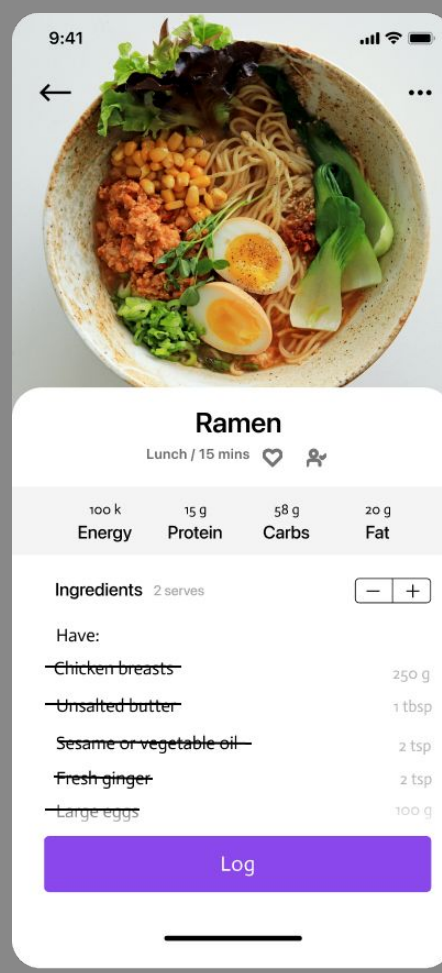 9:41
Ramen
Lunch / 15 mins
100 k 15 g 58 g 20 g
Energy Protein Carbs Fat
Ingredients 2 serves − +
Have:
Chicken breasts 250 g
Unsalted butter 1 tbsp
Sesame or vegetable oil 2 tsp
Fresh ginger 2 tsp
Large eggs 100 g
Log